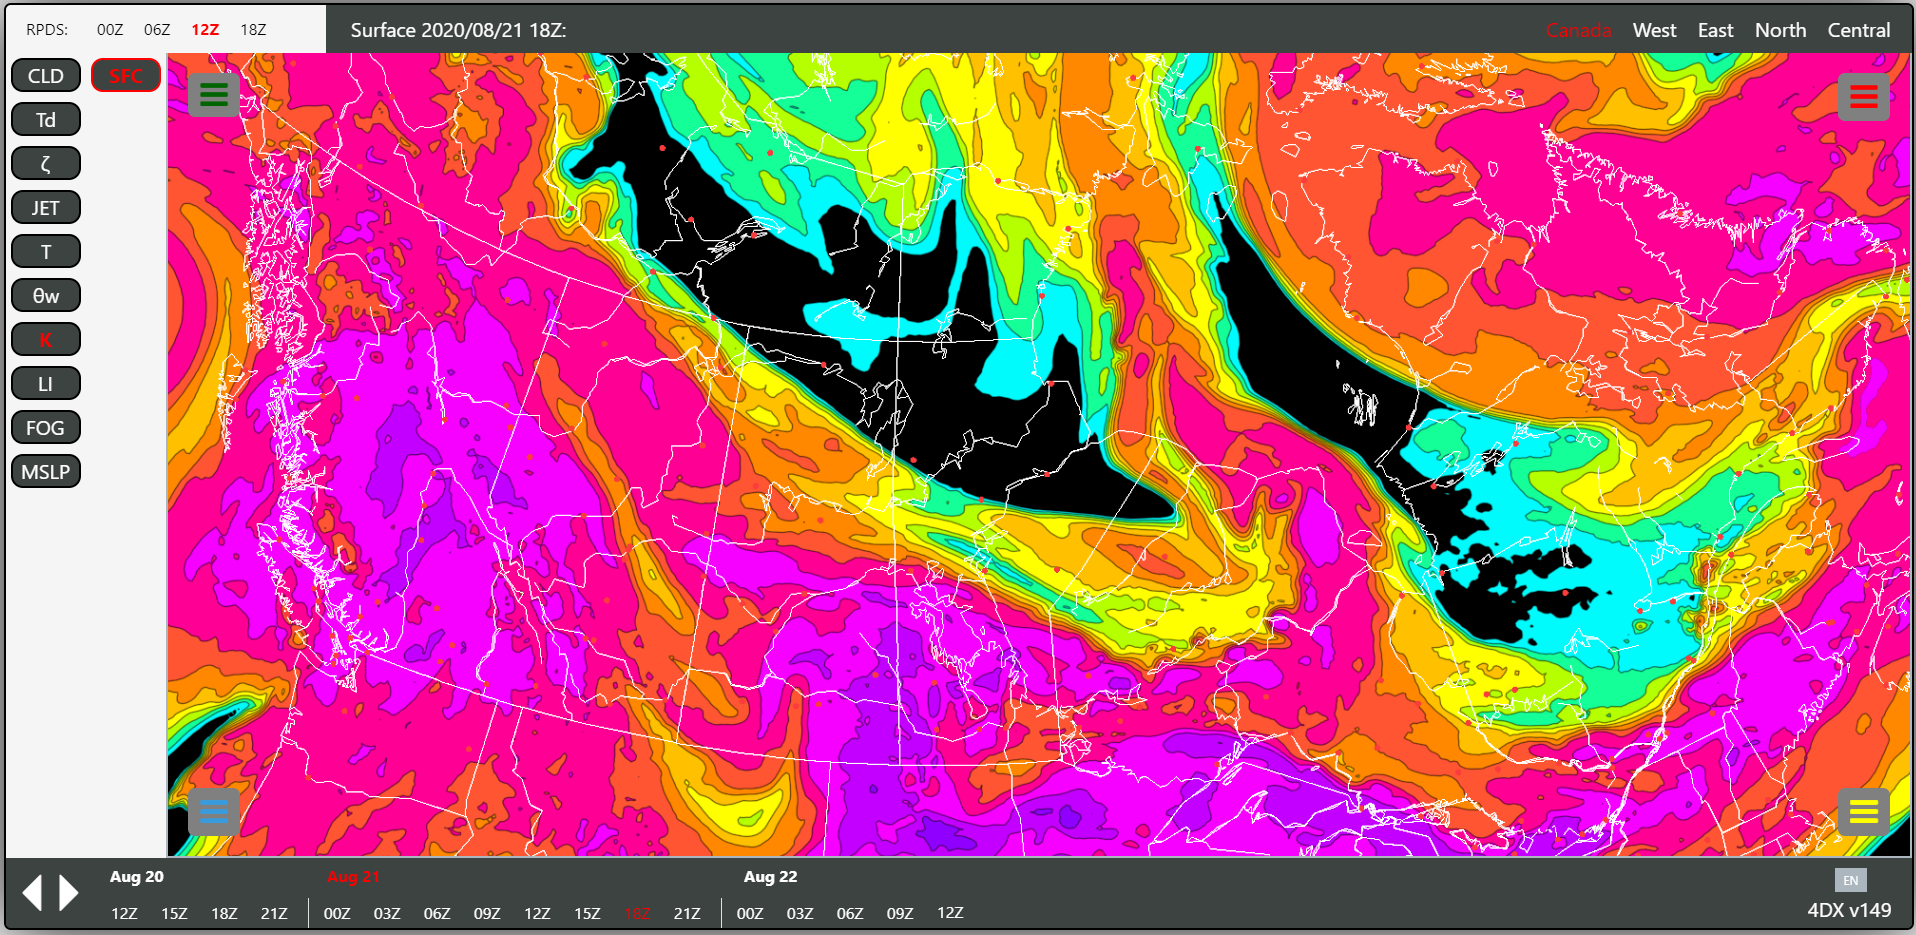 RPDS: 00Z 06Z 12Z 18Z
Surface 2020/08/21 18Z:
Canada West East North Central
CLD SFC
Td
ζ
JET
T
θw
K
LI
FOG
MSLP
Aug 20 Aug 21 Aug 22
12Z 15Z 18Z 21Z 00Z 03Z 06Z 09Z 12Z 15Z 18Z 21Z 00Z 03Z 06Z 09Z 12Z
EN
4DX v149